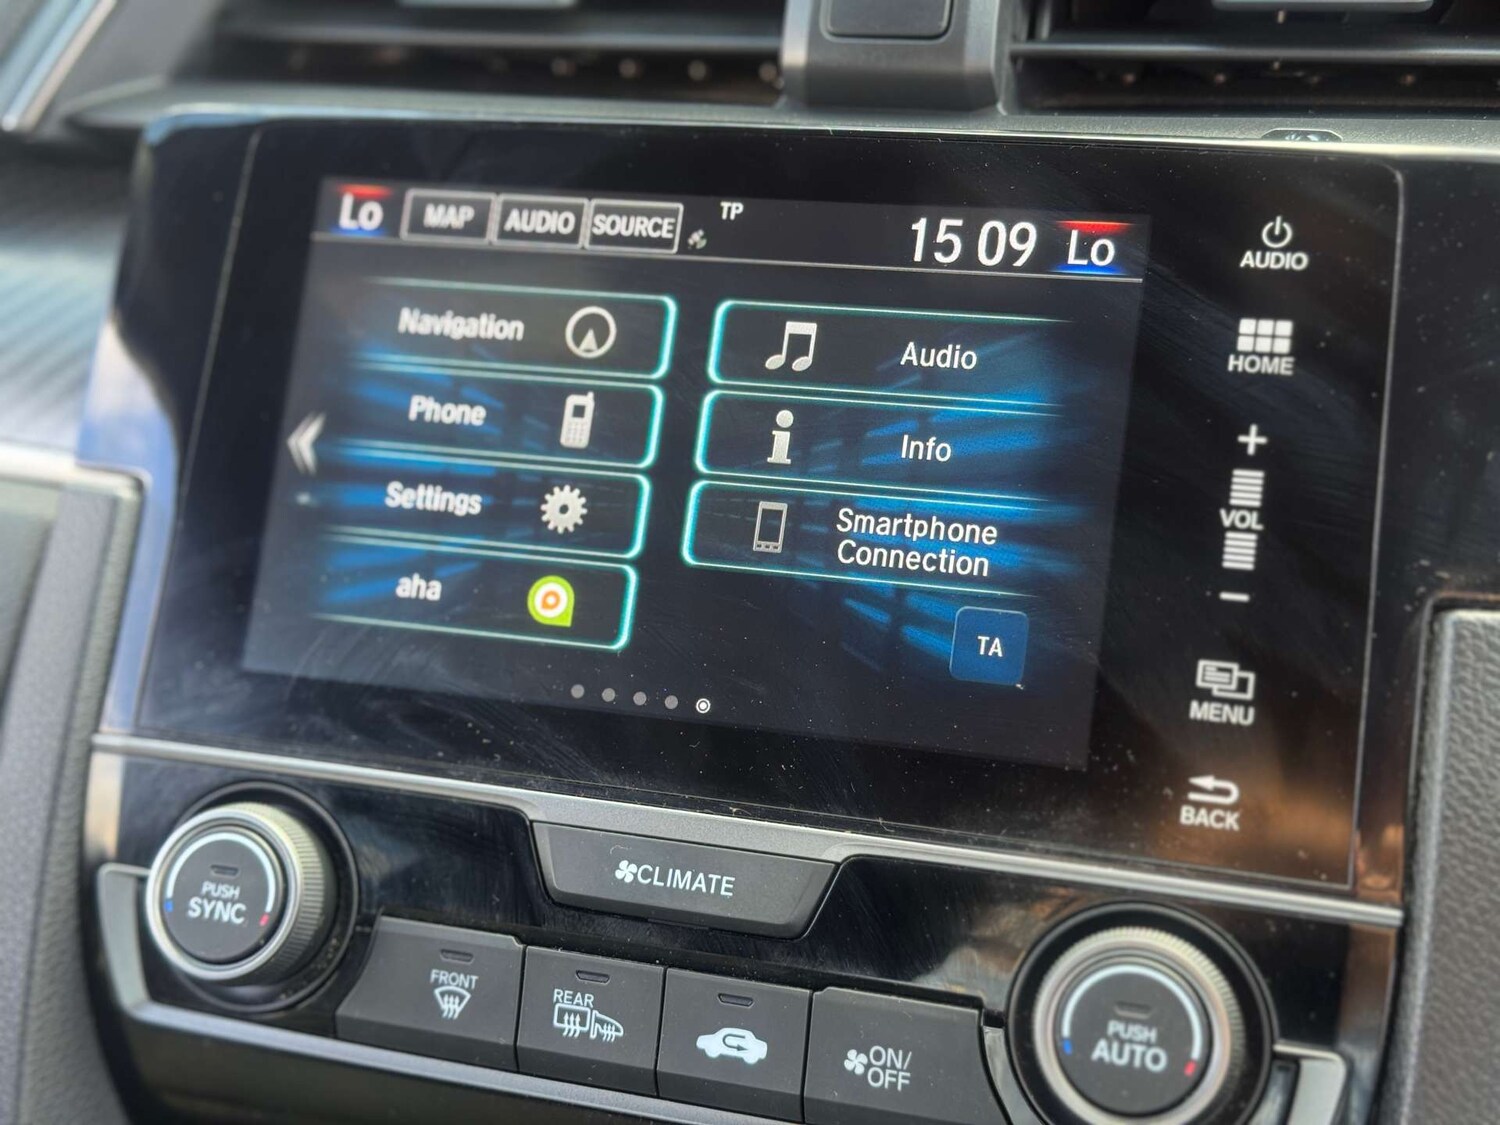 Lo MAP AUDIO SOURCE TP 15 09 Lo
Navigation
Phone
Settings
aha
Audio
Info
Smartphone
Connection
TA
AUDIO
HOME
+
VOL
−
MENU
BACK
PUSH
SYNC
CLIMATE
FRONT
REAR
ON/
OFF
PUSH
AUTO